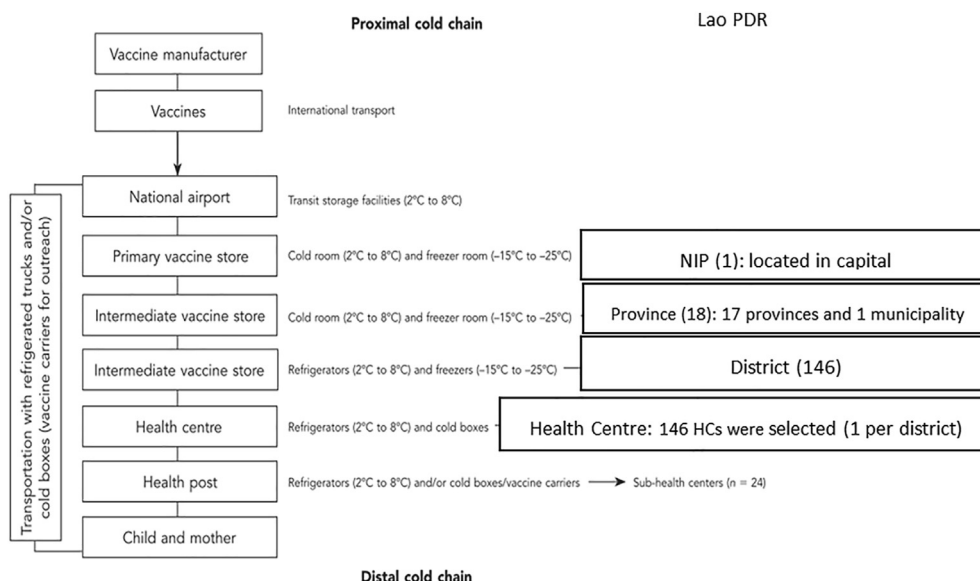 Proximal cold chain
Lao PDR
Vaccine manufacturer
Vaccines
International transport
National airport
Transit storage facilities (2°C to 8°C)
Primary vaccine store
Cold room (2°C to 8°C) and freezer room (–15°C to –25°C)
NIP (1): located in capital
Intermediate vaccine store
Cold room (2°C to 8°C) and freezer room (–15°C to –25°C)
Province (18): 17 provinces and 1 municipality
Intermediate vaccine store
Refrigerators (2°C to 8°C) and freezers (–15°C to –25°C)
District (146)
Health centre
Refrigerators (2°C to 8°C) and cold boxes
Health Centre: 146 HCs were selected (1 per district)
Health post
Refrigerators (2°C to 8°C) and/or cold boxes/vaccine carriers
Sub-health centers (n = 24)
Child and mother
Transportation with refrigerated trucks and/or
cold boxes (vaccine carriers for outreach)
Distal cold chain